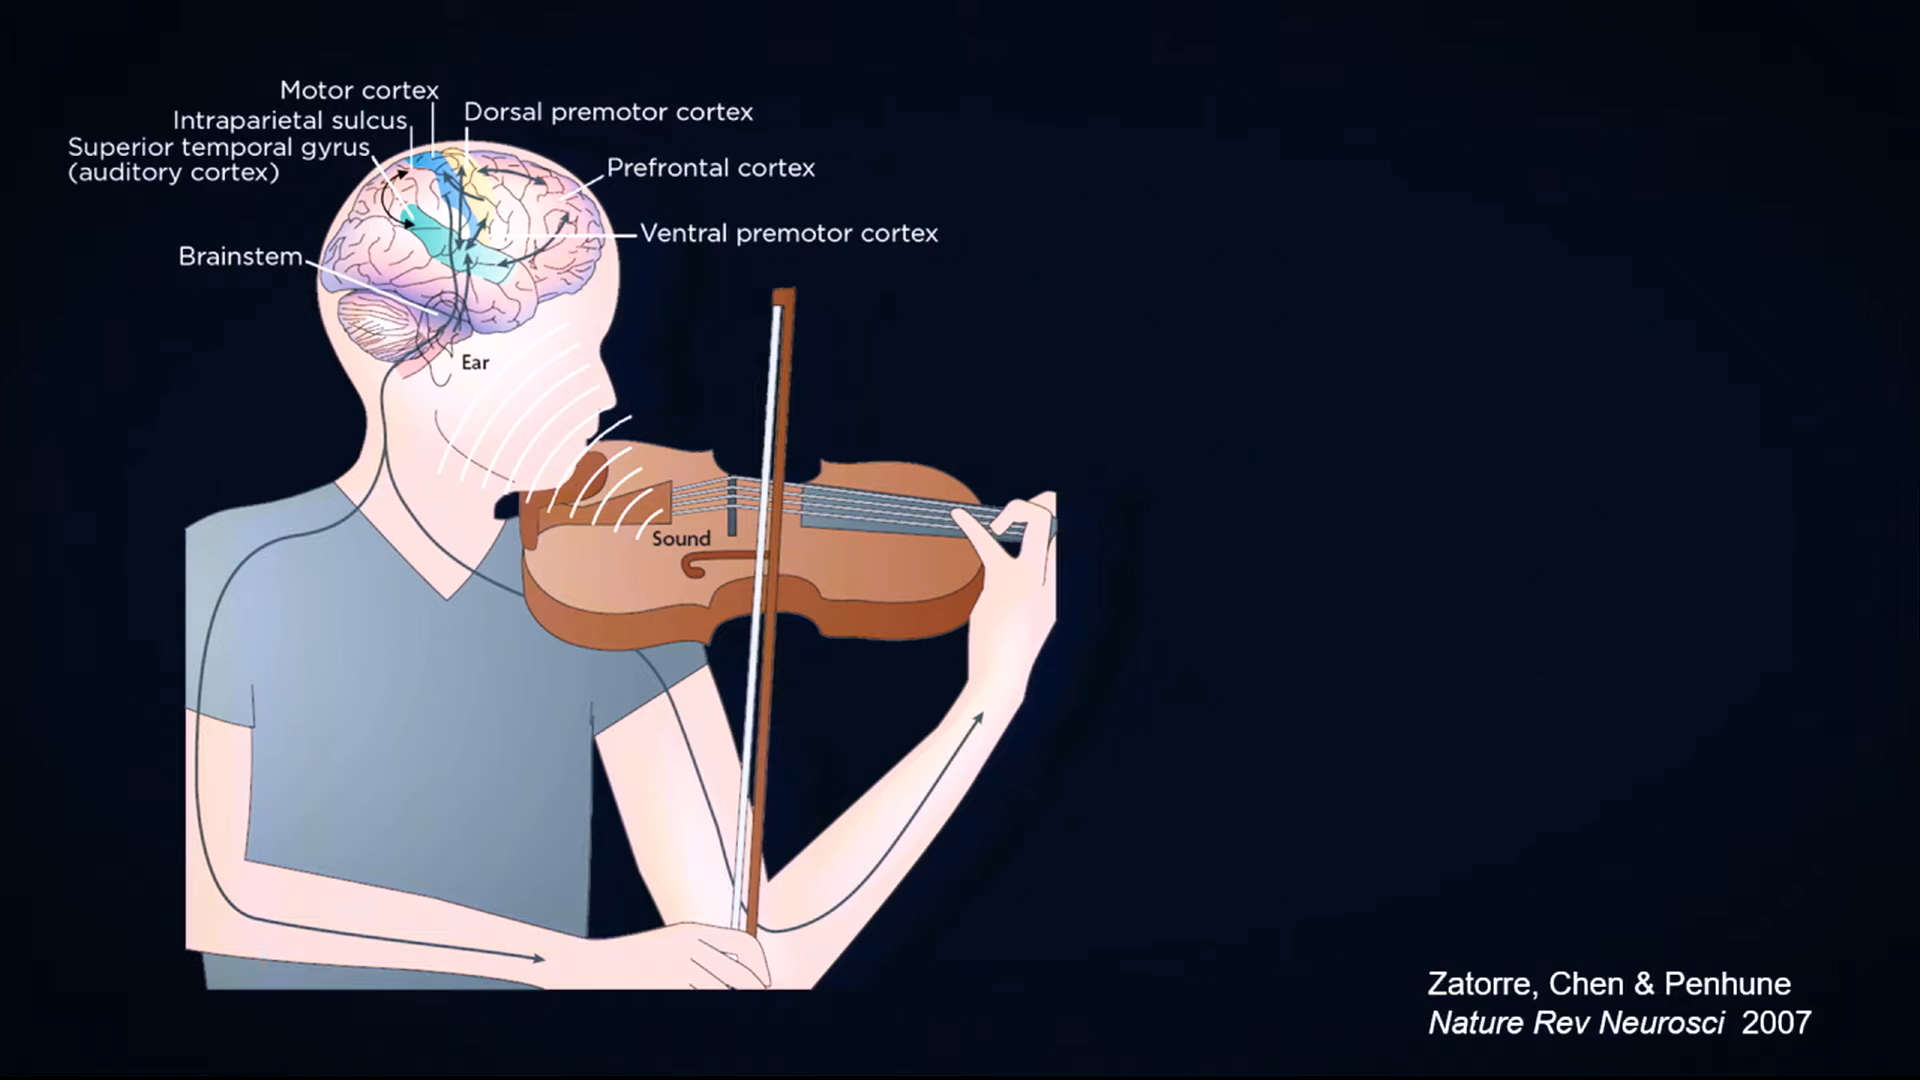 Motor cortex
Dorsal premotor cortex
Intraparietal sulcus
Superior temporal gyrus
(auditory cortex)
Prefrontal cortex
Ventral premotor cortex
Brainstem
Ear
Sound
Zatorre, Chen & Penhune
Nature Rev Neurosci 2007